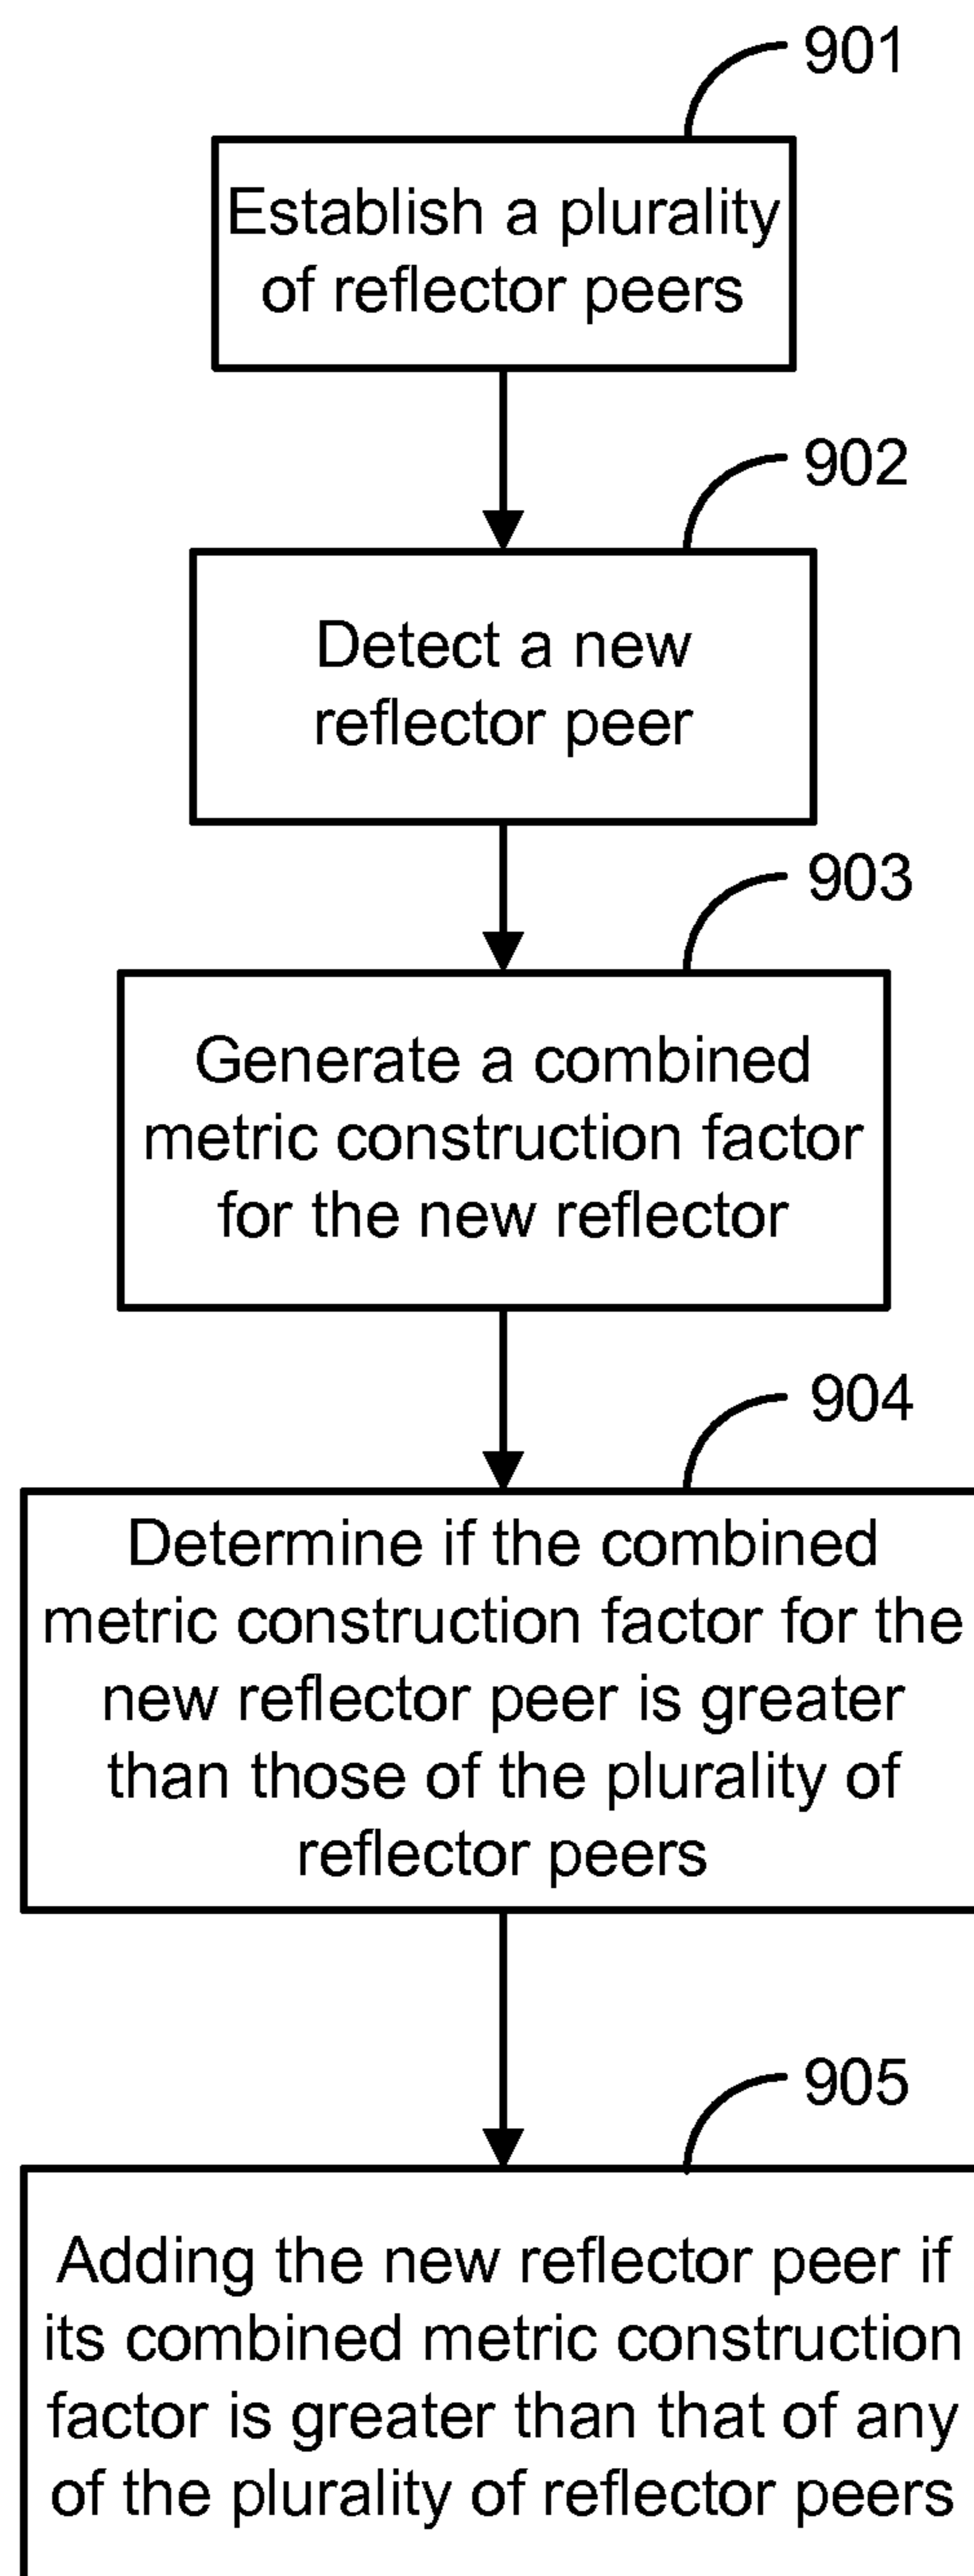 901
Establish a plurality
of reflector peers
902
Detect a new
reflector peer
903
Generate a combined
metric construction factor
for the new reflector
904
Determine if the combined
metric construction factor for the
new reflector peer is greater
than those of the plurality of
reflector peers
905
Adding the new reflector peer if
its combined metric construction
factor is greater than that of any
of the plurality of reflector peers